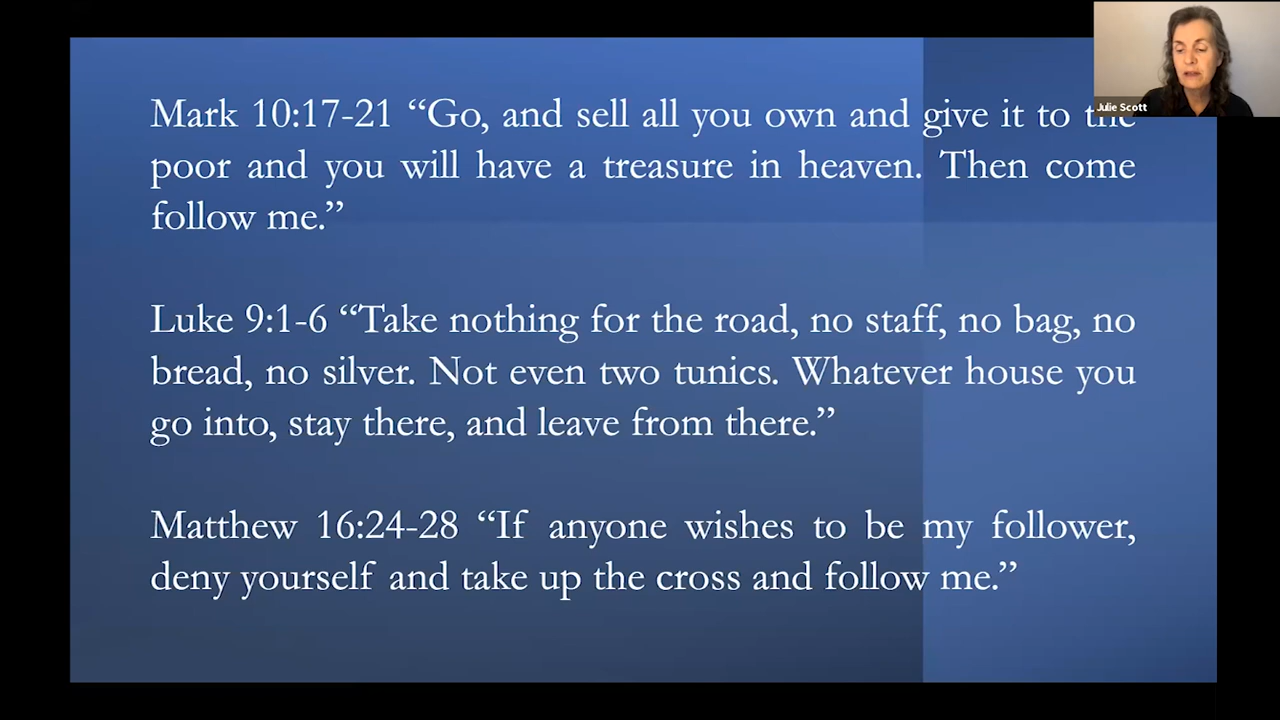 Mark 10:17-21 “Go, and sell all you own and give it to the
poor and you will have a treasure in heaven. Then come
follow me.”
Luke 9:1-6 “Take nothing for the road, no staff, no bag, no
bread, no silver. Not even two tunics. Whatever house you
go into, stay there, and leave from there.”
Matthew 16:24-28 “If anyone wishes to be my follower,
deny yourself and take up the cross and follow me.”
Julie Scott